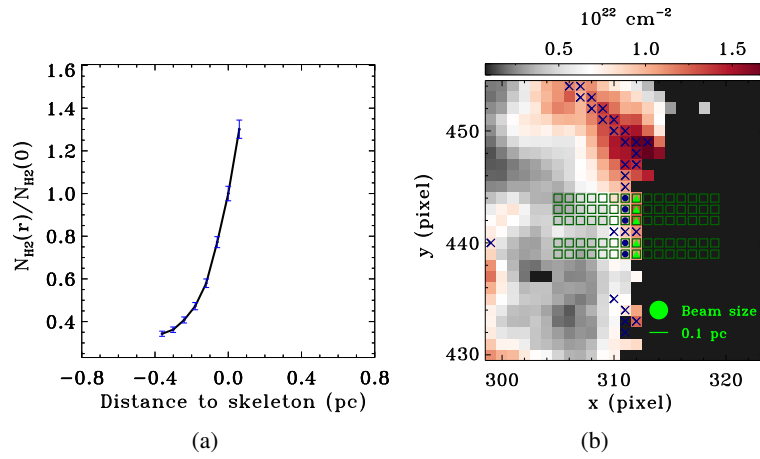 10²² cm⁻²
0.5 1.0 1.5
1.6
1.4
1.2
1.0
0.8
0.6
0.4
N_H2(r)/N_H2(0)
−0.8 −0.4 0.0 0.4 0.8
Distance to skeleton (pc)
(a)
450
440
430
y (pixel)
Beam size
0.1 pc
300 310 320
x (pixel)
(b)